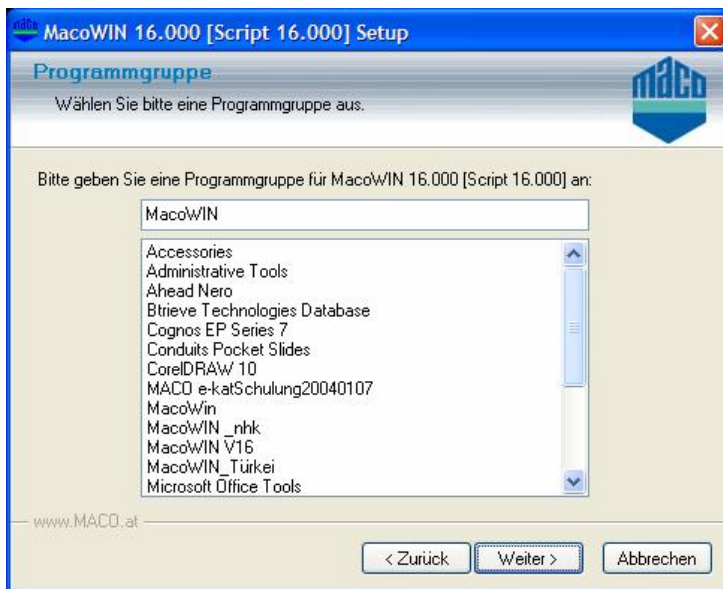 maco
MacoWIN 16.000 [Script 16.000] Setup
Programmgruppe
Wählen Sie bitte eine Programmgruppe aus.
maco
Bitte geben Sie eine Programmgruppe für MacoWIN 16.000 [Script 16.000] an:
MacoWIN
Accessories
Administrative Tools
Ahead Nero
Btrieve Technologies Database
Cognos EP Series 7
Conduits Pocket Slides
CorelDRAW 10
MACO e-katSchulung20040107
MacoWin
MacoWIN _nhk
MacoWIN V16
MacoWIN_Türkei
Microsoft Office Tools
www.MACO.at
< Zurück
Weiter >
Abbrechen